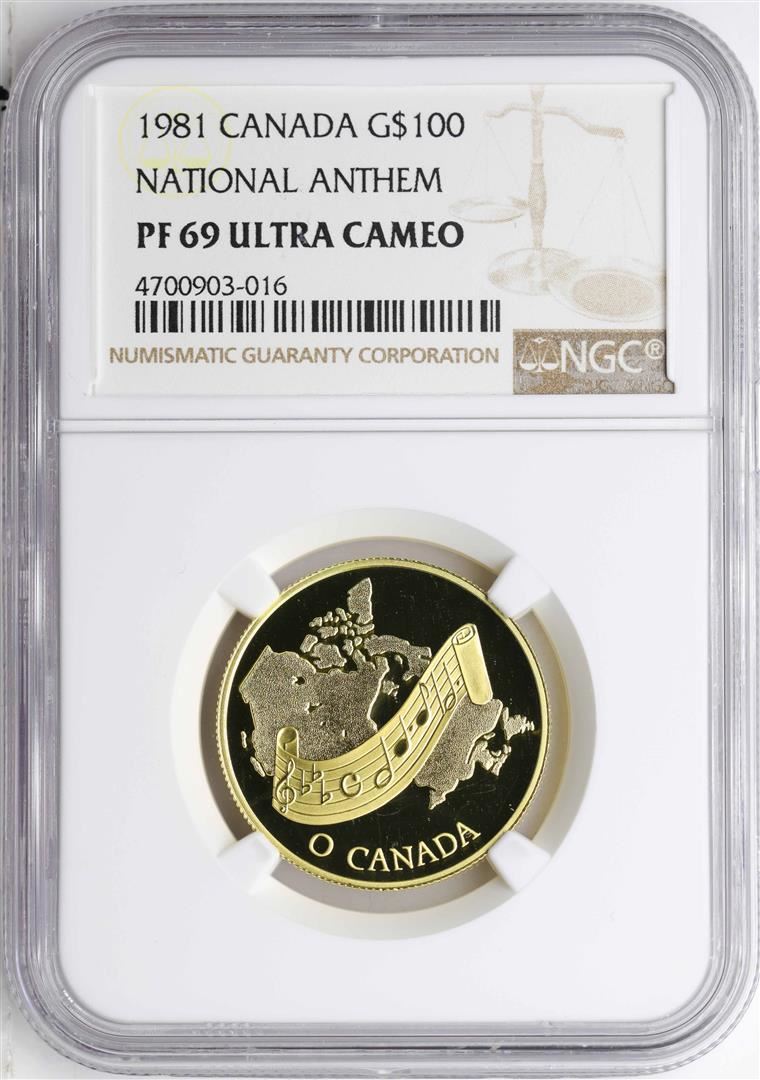 1981 CANADA G$100
NATIONAL ANTHEM
PF 69 ULTRA CAMEO
4700903-016
NUMISMATIC GUARANTY CORPORATION
NGC®
O CANADA